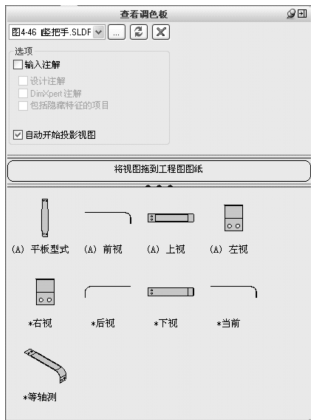 查看调色板
图4-46 竖把手.SLDF
...
选项
输入注解
设计注解
DimXpert 注解
包括隐藏特征的项目
自动开始投影视图
将视图拖到工程图图纸
(A) 平板型式 (A) 前视 (A) 上视 (A) 左视
*右视 *后视 *下视 *当前
*等轴测